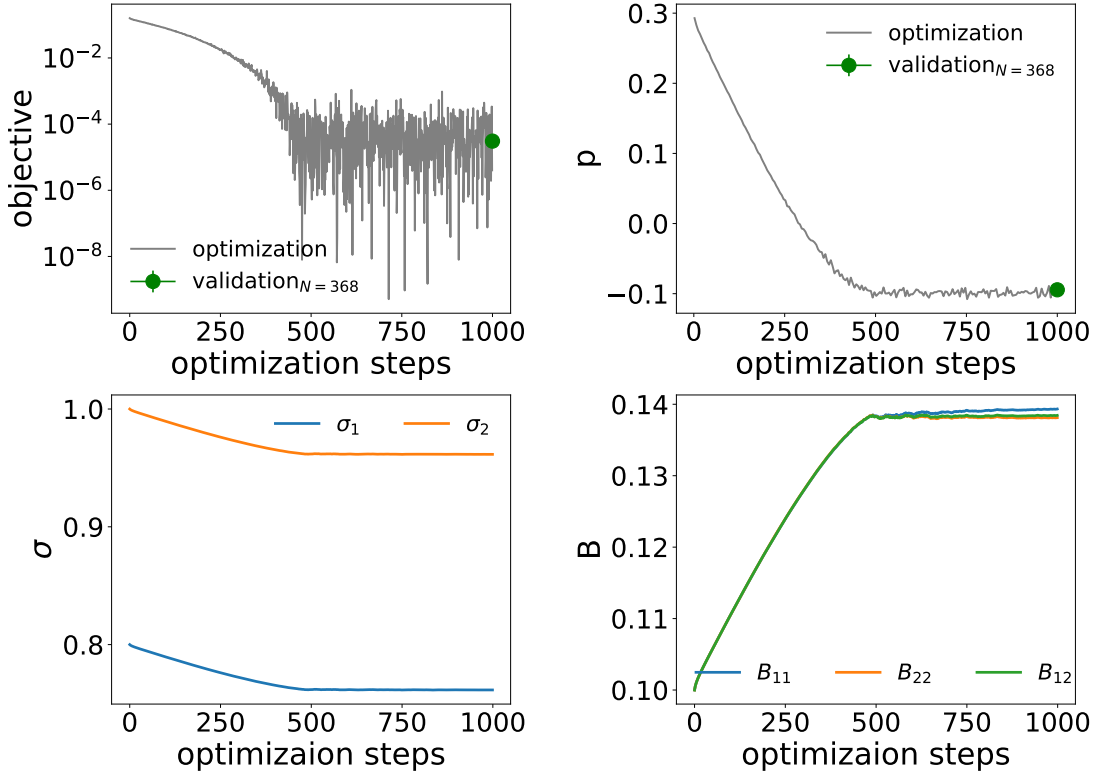 objective
10⁻²
10⁻⁴
10⁻⁶
10⁻⁸
optimization
validation_{N = 368}
0 250 500 750 1000
optimization steps
p
0.3
0.2
0.1
0.0
−0.1
optimization
validation_{N = 368}
0 250 500 750 1000
optimization steps
σ
1.0
0.9
0.8
σ₁ σ₂
0 250 500 750 1000
optimizaion steps
B
0.14
0.13
0.12
0.11
0.10
B₁₁ B₂₂ B₁₂
0 250 500 750 1000
optimizaion steps